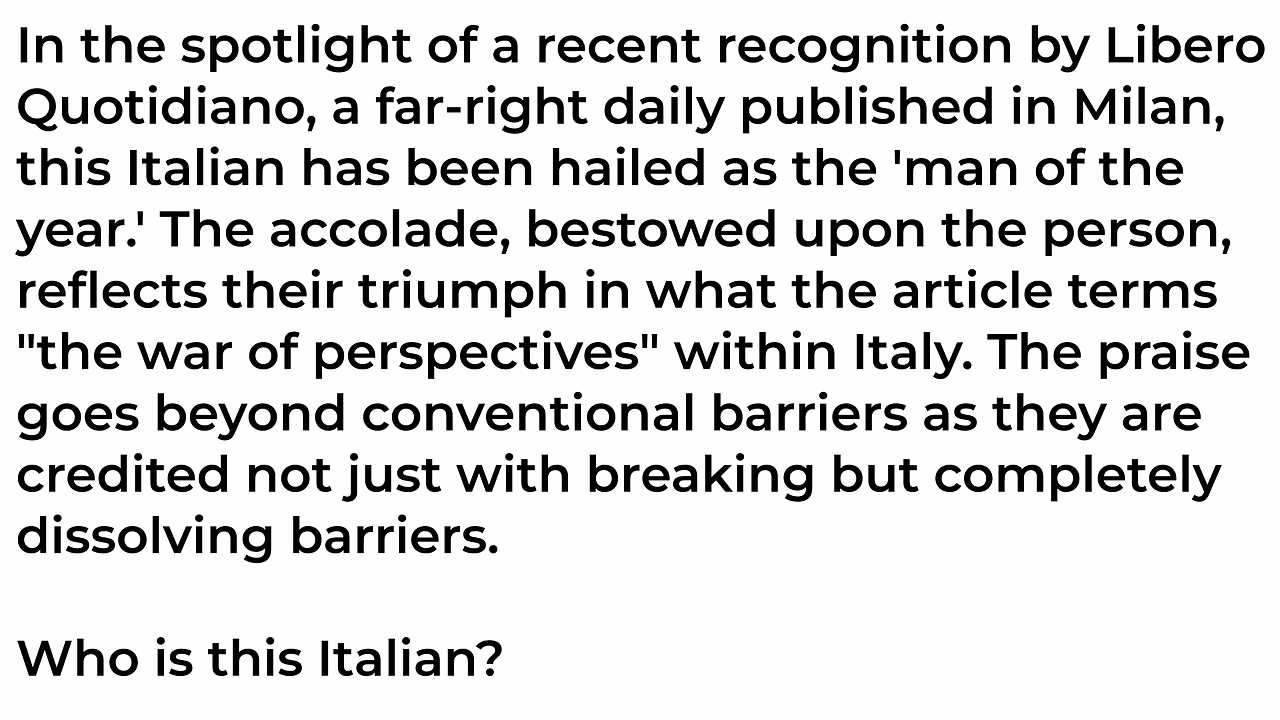 In the spotlight of a recent recognition by Libero
Quotidiano, a far-right daily published in Milan,
this Italian has been hailed as the 'man of the
year.' The accolade, bestowed upon the person,
reflects their triumph in what the article terms
"the war of perspectives" within Italy. The praise
goes beyond conventional barriers as they are
credited not just with breaking but completely
dissolving barriers.
Who is this Italian?